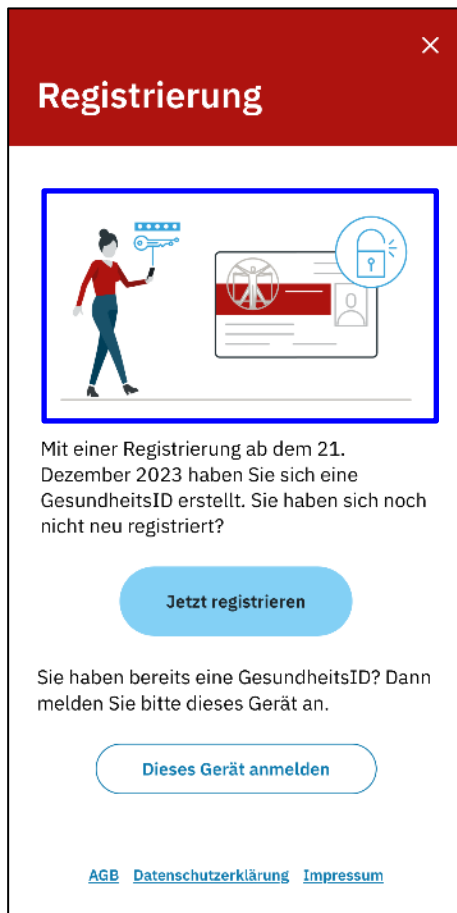 Registrierung
Mit einer Registrierung ab dem 21.
Dezember 2023 haben Sie sich eine
GesundheitsID erstellt. Sie haben sich noch
nicht neu registriert?
Jetzt registrieren
Sie haben bereits eine GesundheitsID? Dann
melden Sie bitte dieses Gerät an.
Dieses Gerät anmelden
AGB Datenschutzerklärung Impressum